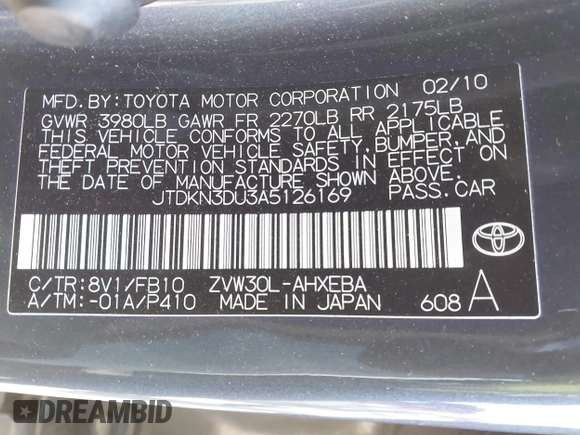 MFD.BY:TOYOTA MOTOR CORPORATION 02/10
GVWR 3980LB GAWR FR 2270LB RR 2175LB
THIS VEHICLE CONFORMS TO ALL APPLICABLE
FEDERAL MOTOR VEHICLE SAFETY,BUMPER,AND
THEFT PREVENTION STANDARDS IN EFFECT ON
THE DATE OF MANUFACTURE SHOWN ABOVE.
JTDKN3DU3A5126169 PASS.CAR
C/TR:8V1/FB10 ZVW30L-AHXEBA
A/TM:-01A/P410 MADE IN JAPAN 608 A
DREAMBID